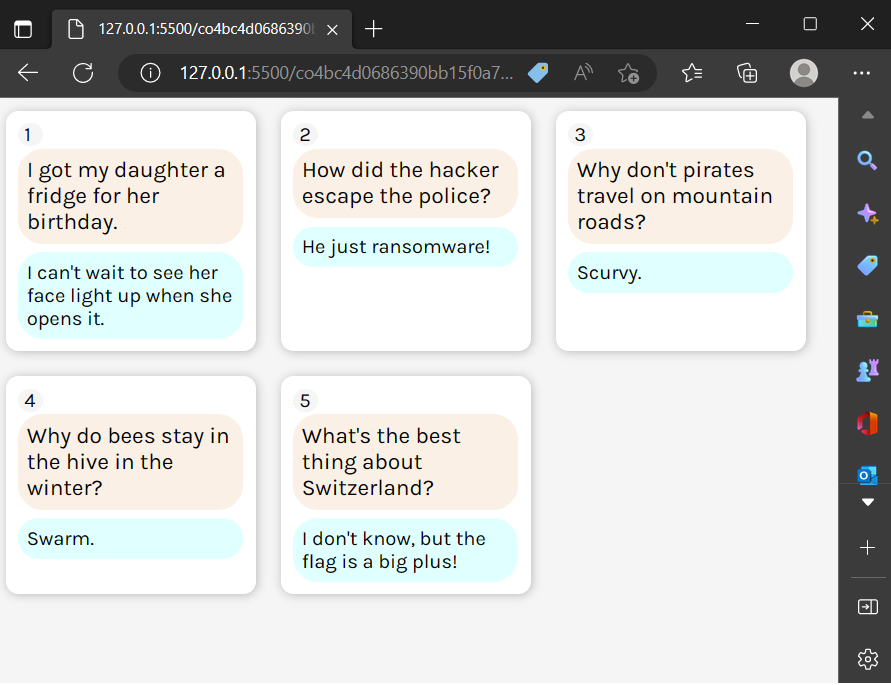 127.0.0.1:5500/co4bc4d0686390b
127.0.0.1:5500/co4bc4d0686390bb15f0a7...
1
I got my daughter a
fridge for her
birthday.
I can't wait to see her
face light up when she
opens it.
2
How did the hacker
escape the police?
He just ransomware!
3
Why don't pirates
travel on mountain
roads?
Scurvy.
4
Why do bees stay in
the hive in the
winter?
Swarm.
5
What's the best
thing about
Switzerland?
I don't know, but the
flag is a big plus!